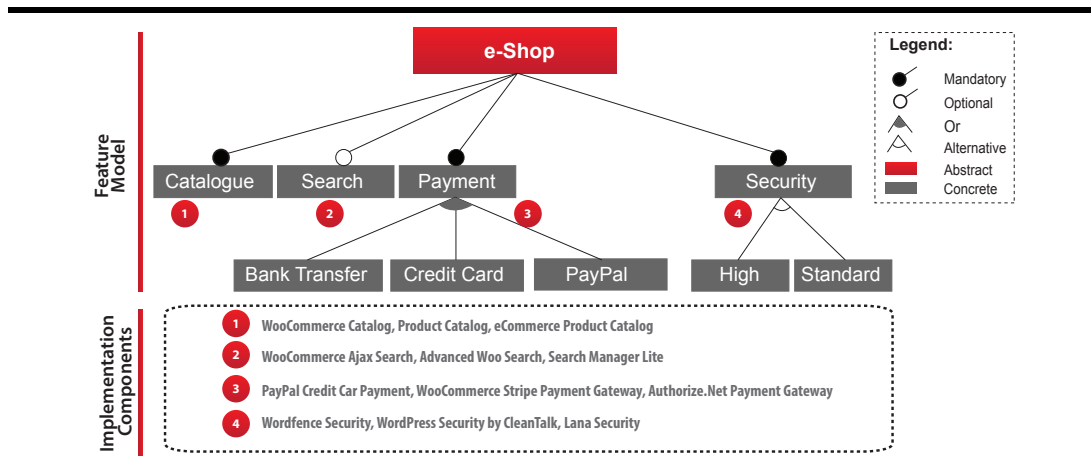 e-Shop
Legend:
Mandatory
Optional
Or
Alternative
Abstract
Concrete
Feature
Model
Catalogue
Search
Payment
Security
1
2
3
4
Bank Transfer
Credit Card
PayPal
High
Standard
Implementation
Components
1 WooCommerce Catalog, Product Catalog, eCommerce Product Catalog
2 WooCommerce Ajax Search, Advanced Woo Search, Search Manager Lite
3 PayPal Credit Car Payment, WooCommerce Stripe Payment Gateway, Authorize.Net Payment Gateway
4 Wordfence Security, WordPress Security by CleanTalk, Lana Security